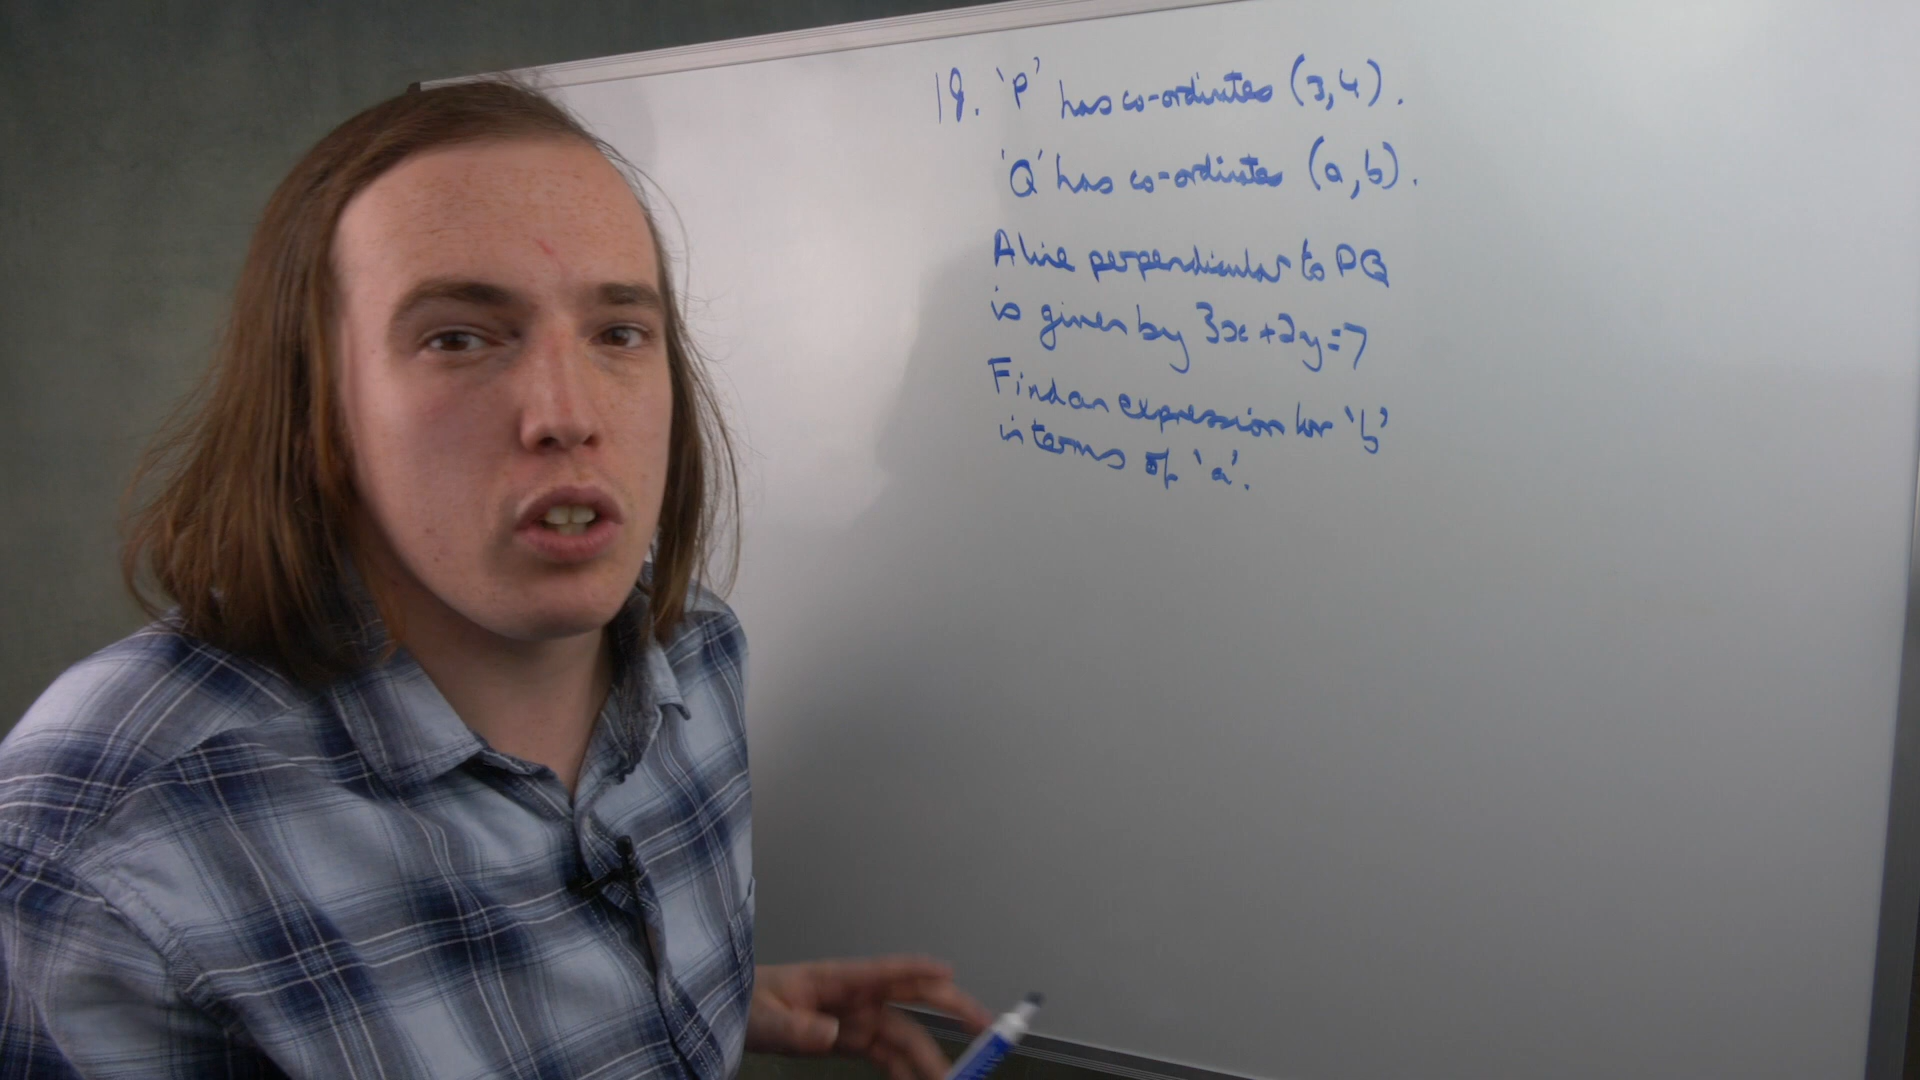 19. 'P' has co-ordinates (3,4).
'Q' has co-ordinates (a,b).
A line perpendicular to PQ
is given by 3x+2y=7
Find an expression for 'b'
in terms of 'a'.